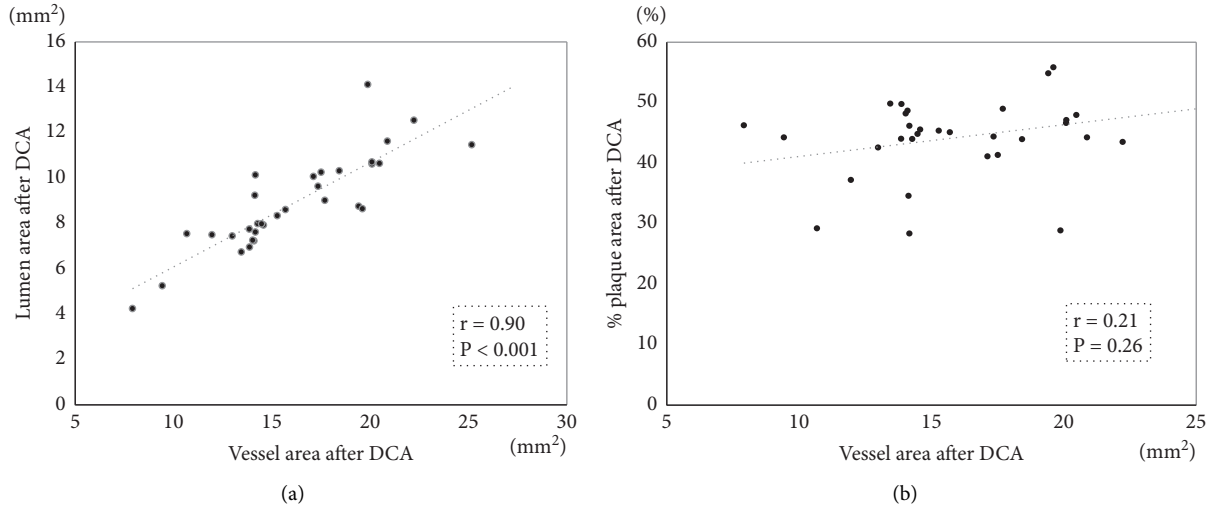 (mm²)
16
14
12
10
8
6
4
2
0
Lumen area after DCA
r = 0.90
P < 0.001
5
10
15
20
25
30
Vessel area after DCA
(mm²)
(a)
(%)
60
50
40
30
20
10
0
% plaque area after DCA
r = 0.21
P = 0.26
5
10
15
20
25
Vessel area after DCA
(mm²)
(b)